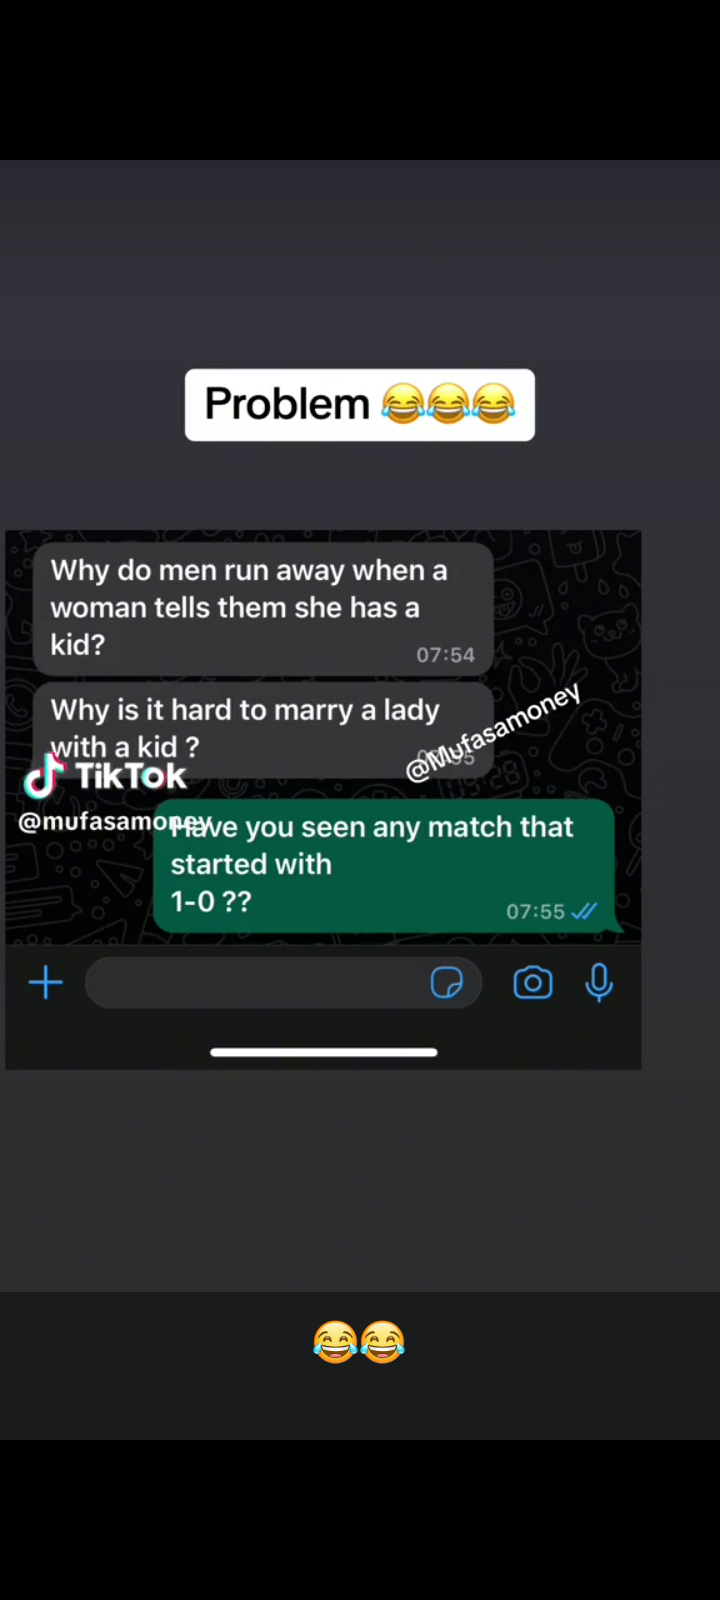 Problem 😂😂😂
Why do men run away when a
woman tells them she has a
kid?
07:54
Why is it hard to marry a lady
with a kid ?
@Mufasamoney
TikTok
@mufasamoney
Have you seen any match that
started with
1-0 ??
07:55
😂😂